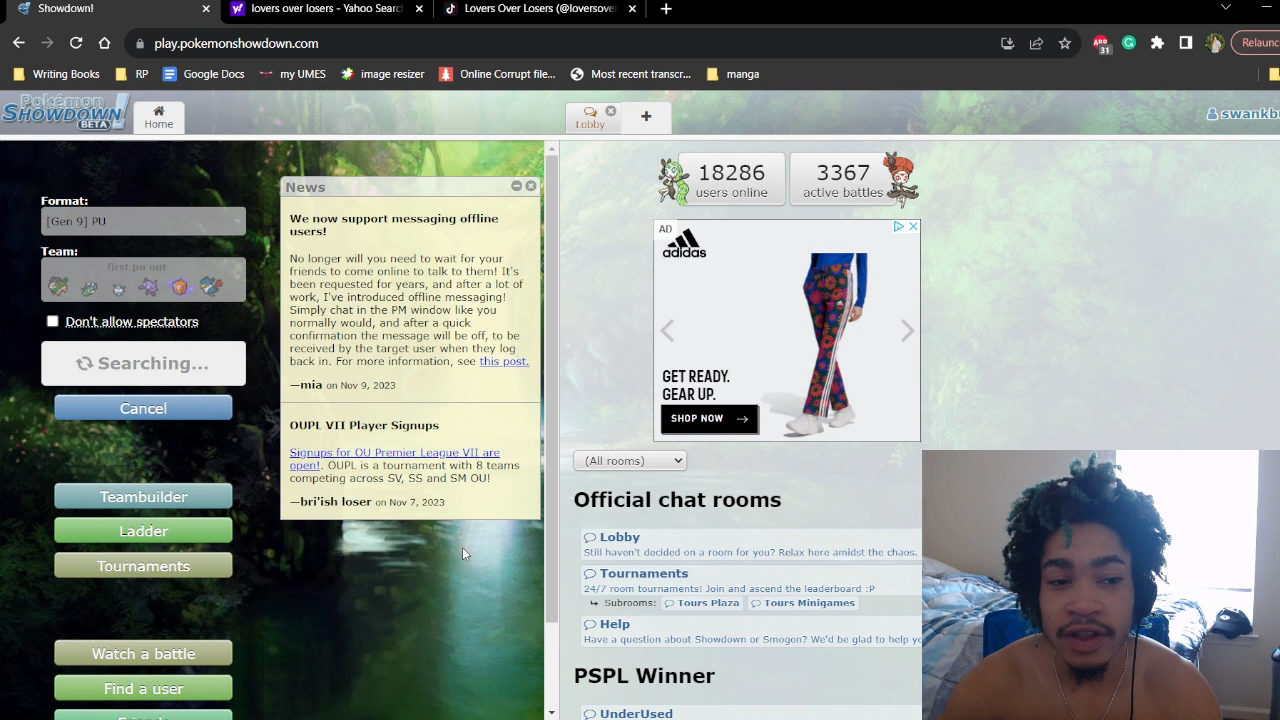 Showdown!
lovers over losers - Yahoo Searc
Lovers Over Losers (@loversove
play.pokemonshowdown.com
31
Relaunc
Writing Books
RP
Google Docs
my UMES
image resizer
Online Corrupt file...
Most recent transcr...
manga
Pokémon
SHOWDOWN!
BETA
Home
Lobby
swankb
Format:
[Gen 9] PU
Team:
first pu out
Don't allow spectators
Searching...
Cancel
Teambuilder
Ladder
Tournaments
Watch a battle
Find a user
News
We now support messaging offline
users!
No longer will you need to wait for your
friends to come online to talk to them! It's
been requested for years, and after a lot of
work, I've introduced offline messaging!
Simply chat in the PM window like you
normally would, and after a quick
confirmation the message will be off, to be
received by the target user when they log
back in. For more information, see this post.
—mia on Nov 9, 2023
OUPL VII Player Signups
Signups for OU Premier League VII are
open!. OUPL is a tournament with 8 teams
competing across SV, SS and SM OU!
—bri'ish loser on Nov 7, 2023
18286
users online
3367
active battles
AD
adidas
GET READY.
GEAR UP.
SHOP NOW
(All rooms)
Official chat rooms
Lobby
Still haven't decided on a room for you? Relax here amidst the chaos.
Tournaments
24/7 room tournaments! Join and ascend the leaderboard :P
Subrooms: Tours Plaza Tours Minigames
Help
Have a question about Showdown or Smogon? We'd be glad to help yo
PSPL Winner
UnderUsed